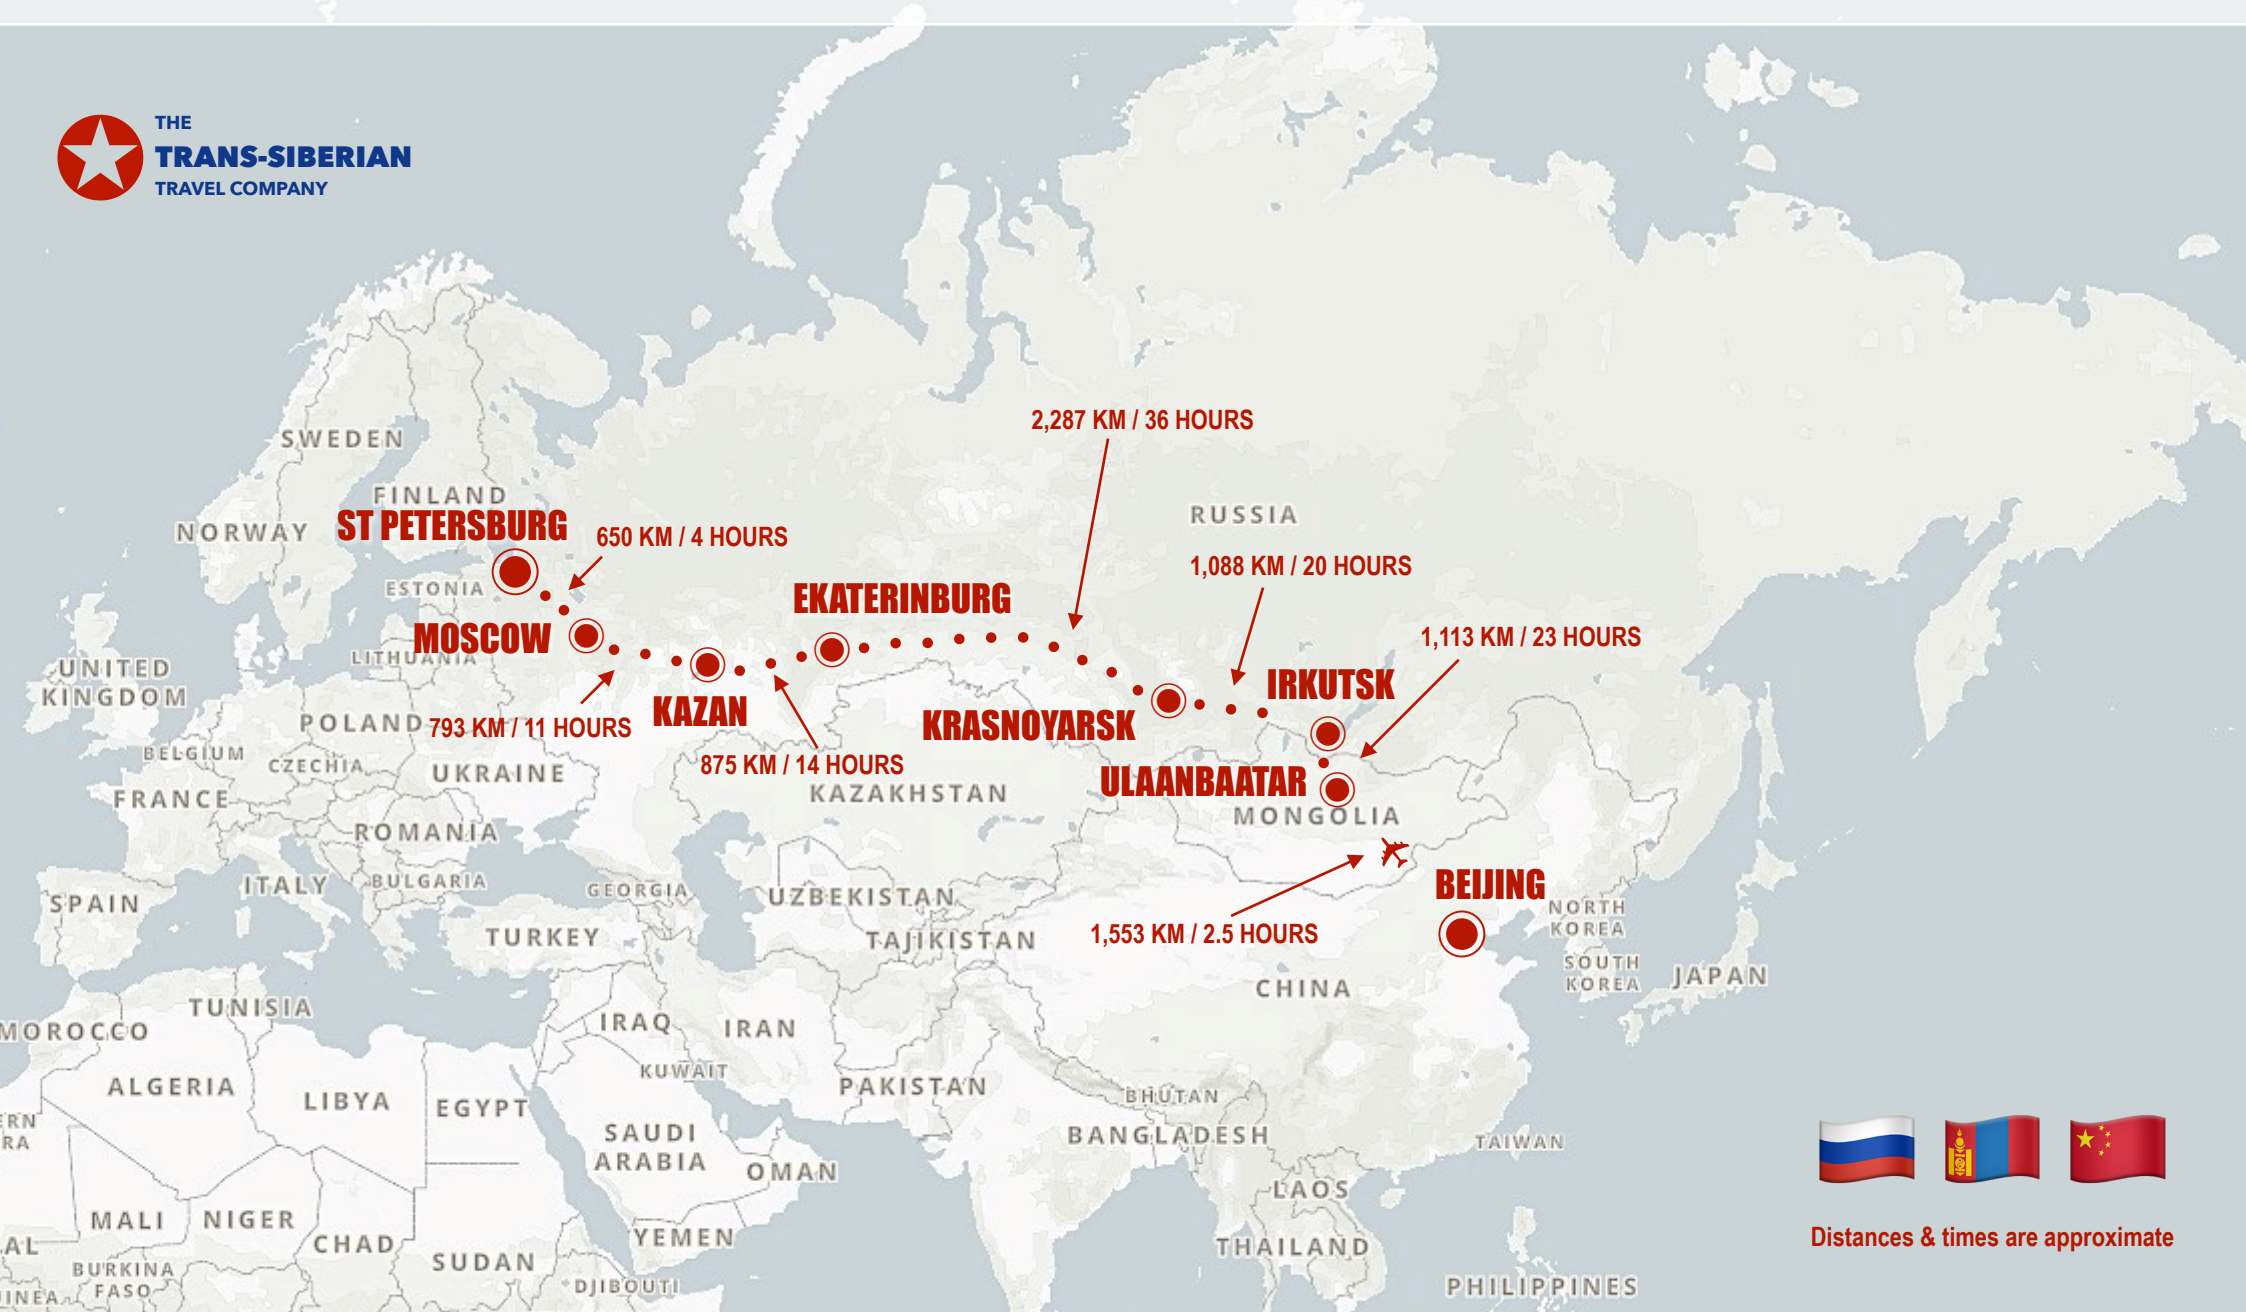 THE
TRANS-SIBERIAN
TRAVEL COMPANY
2,287 KM / 36 HOURS
SWEDEN
FINLAND
NORWAY
ST PETERSBURG
650 KM / 4 HOURS
RUSSIA
1,088 KM / 20 HOURS
ESTONIA
EKATERINBURG
MOSCOW
LITHUANIA
1,113 KM / 23 HOURS
UNITED
KINGDOM
IRKUTSK
KAZAN
POLAND
793 KM / 11 HOURS
KRASNOYARSK
BELGIUM
CZECHIA
UKRAINE
875 KM / 14 HOURS
ULAANBAATAR
FRANCE
KAZAKHSTAN
MONGOLIA
ROMANIA
ITALY
BULGARIA
GEORGIA
UZBEKISTAN
BEIJING
SPAIN
NORTH
KOREA
TURKEY
TAJIKISTAN
1,553 KM / 2.5 HOURS
SOUTH
KOREA
JAPAN
CHINA
TUNISIA
MOROCCO
IRAQ
IRAN
KUWAIT
ALGERIA
LIBYA
EGYPT
PAKISTAN
BHUTAN
ERN
RA
SAUDI
ARABIA
OMAN
BANGLADESH
TAIWAN
LAOS
MALI
NIGER
CHAD
SUDAN
YEMEN
THAILAND
Distances & times are approximate
AL
BURKINA
FASO
INEA
DJIBOUTI
PHILIPPINES